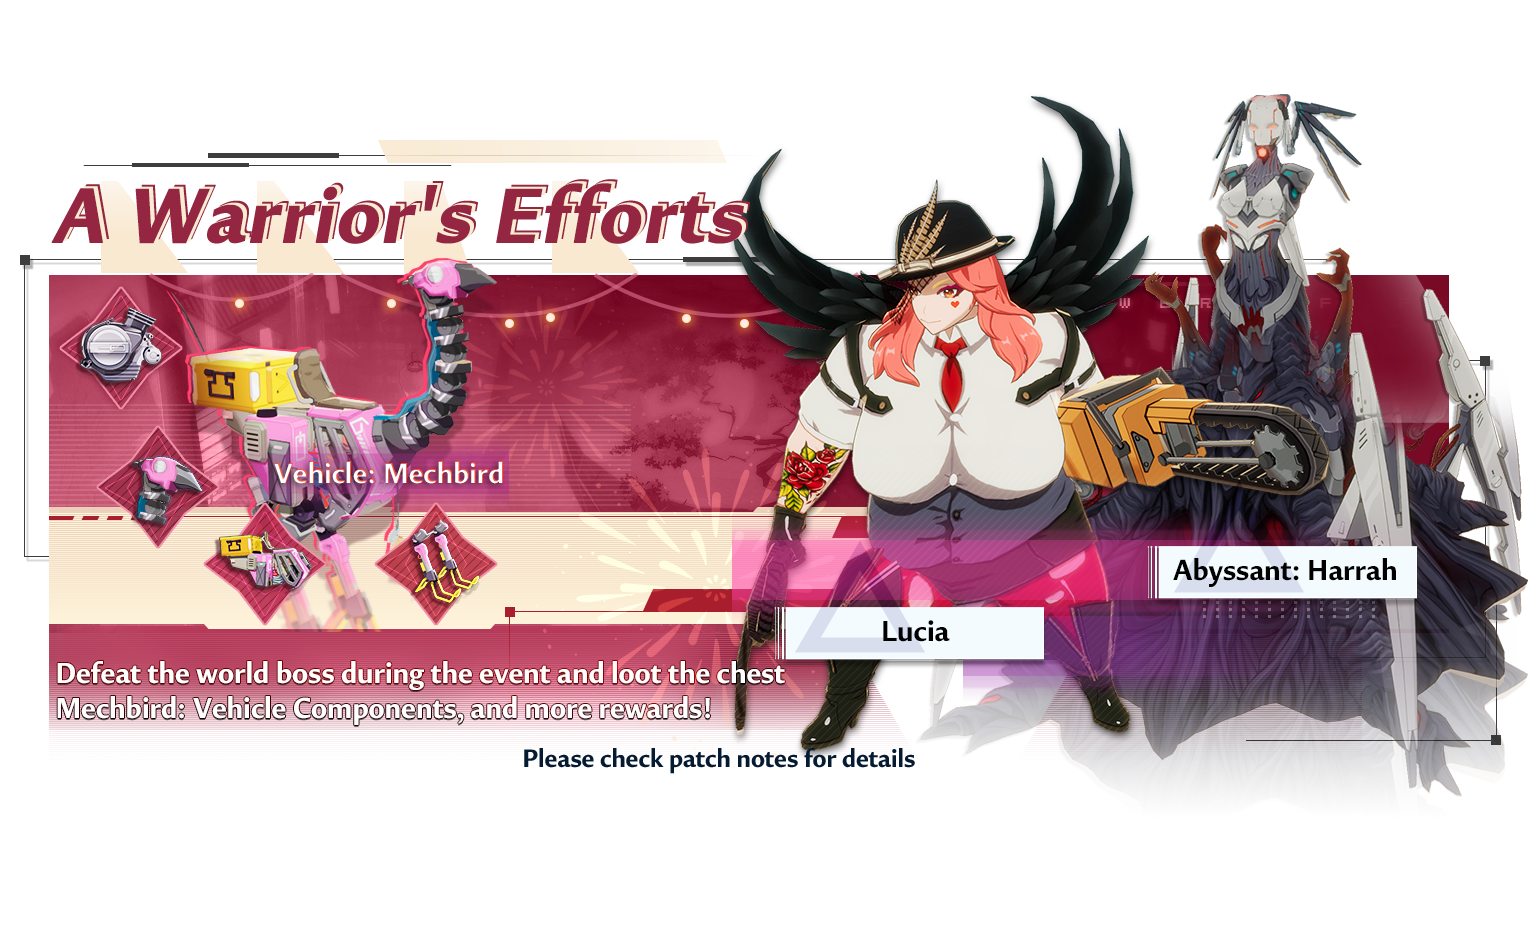 A Warrior's Efforts
Vehicle: Mechbird
Abyssant: Harrah
Lucia
Defeat the world boss during the event and loot the chest
Mechbird: Vehicle Components, and more rewards!
Please check patch notes for details